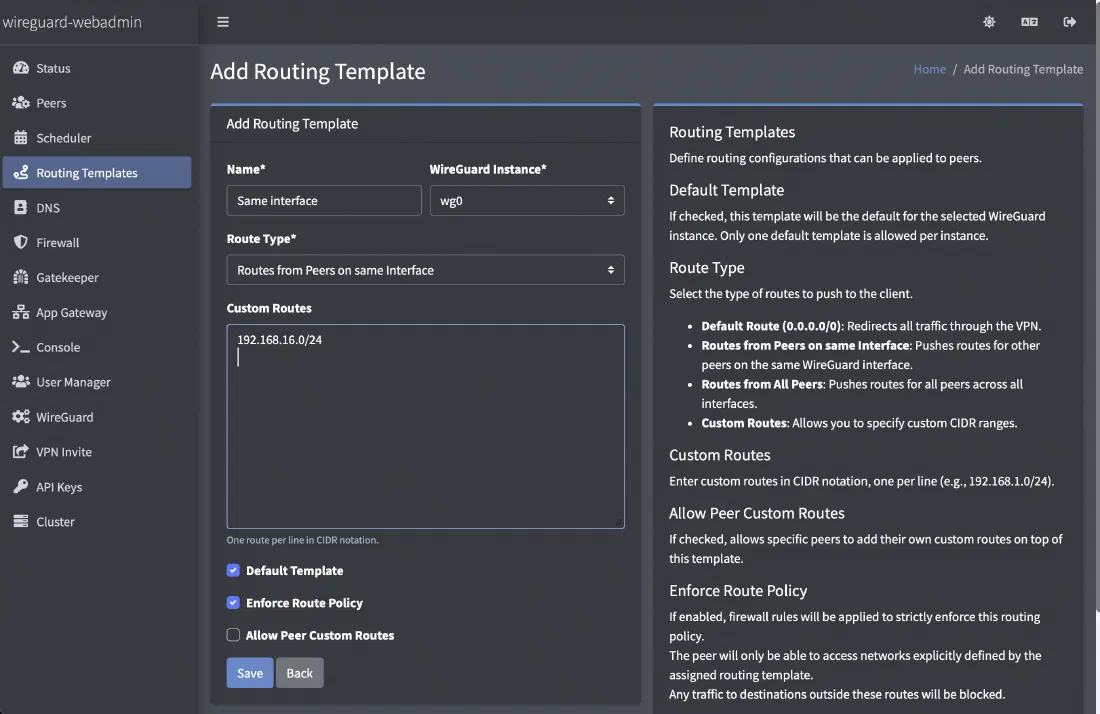 wireguard-webadmin
Status
Peers
Scheduler
Routing Templates
DNS
Firewall
Gatekeeper
App Gateway
Console
User Manager
WireGuard
VPN Invite
API Keys
Cluster
Add Routing Template
Home / Add Routing Template
Add Routing Template
Name*
WireGuard Instance*
Same interface
wg0
Route Type*
Routes from Peers on same Interface
Custom Routes
192.168.16.0/24
One route per line in CIDR notation.
Default Template
Enforce Route Policy
Allow Peer Custom Routes
Save
Back
Routing Templates
Define routing configurations that can be applied to peers.
Default Template
If checked, this template will be the default for the selected WireGuard
instance. Only one default template is allowed per instance.
Route Type
Select the type of routes to push to the client.
• Default Route (0.0.0.0/0): Redirects all traffic through the VPN.
• Routes from Peers on same Interface: Pushes routes for other
peers on the same WireGuard interface.
• Routes from All Peers: Pushes routes for all peers across all
interfaces.
• Custom Routes: Allows you to specify custom CIDR ranges.
Custom Routes
Enter custom routes in CIDR notation, one per line (e.g., 192.168.1.0/24).
Allow Peer Custom Routes
If checked, allows specific peers to add their own custom routes on top of
this template.
Enforce Route Policy
If enabled, firewall rules will be applied to strictly enforce this routing
policy.
The peer will only be able to access networks explicitly defined by the
assigned routing template.
Any traffic to destinations outside these routes will be blocked.